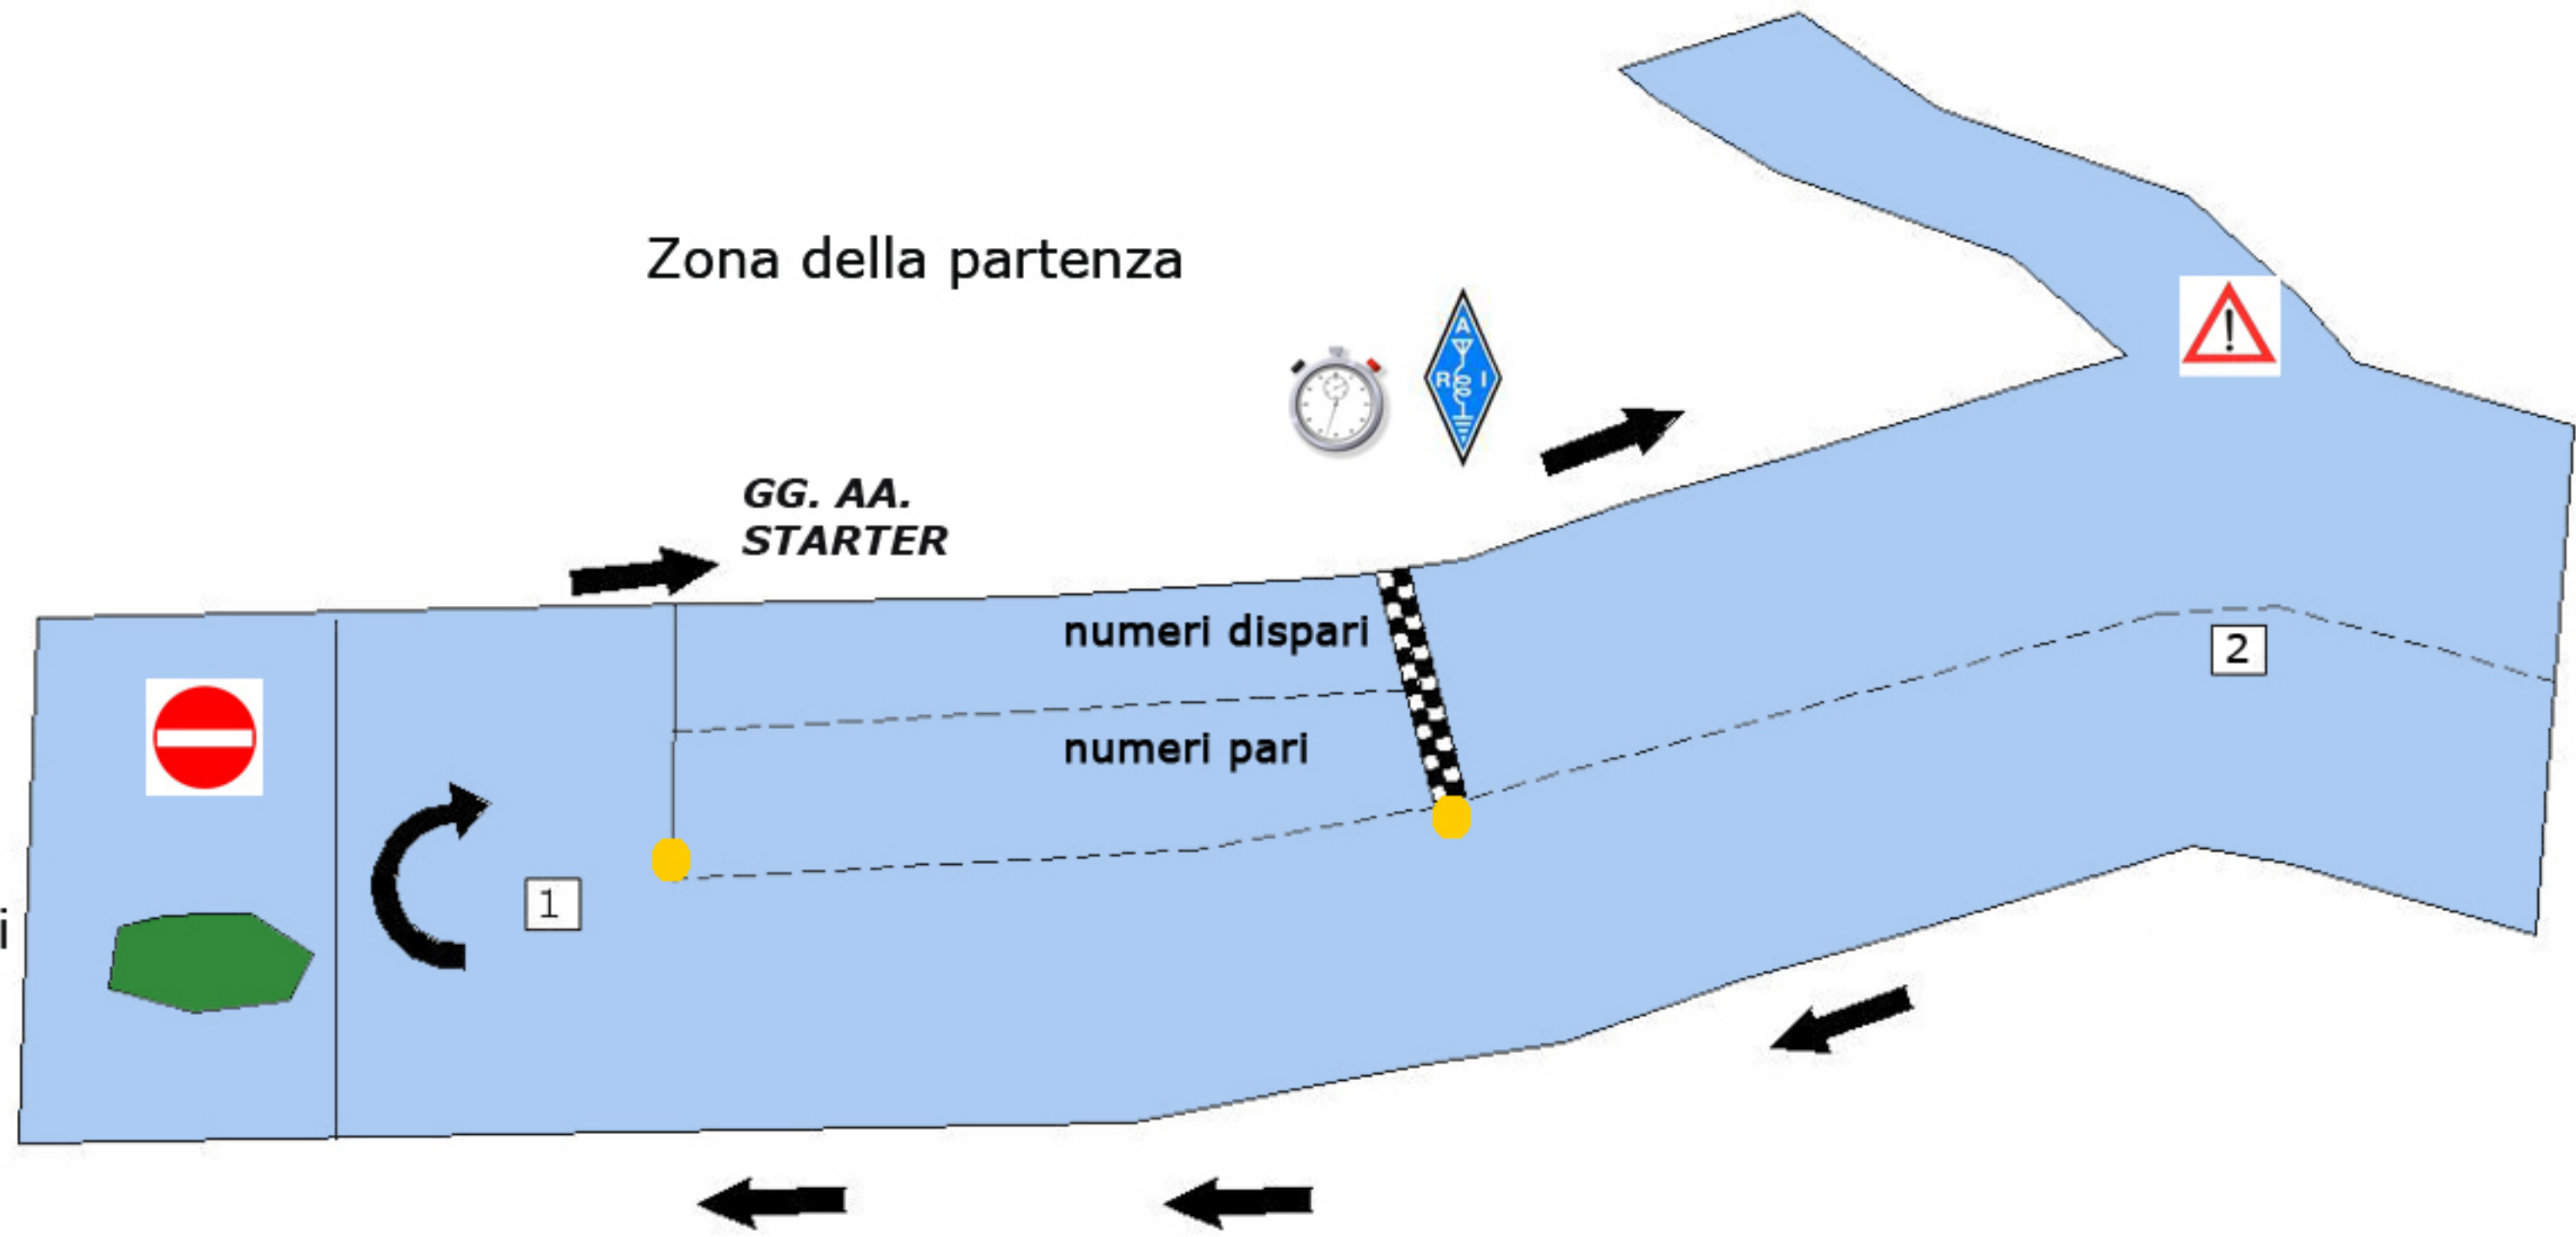 Zona della partenza
A
R I
GG. AA.
STARTER
numeri dispari
numeri pari
!
2
1
i